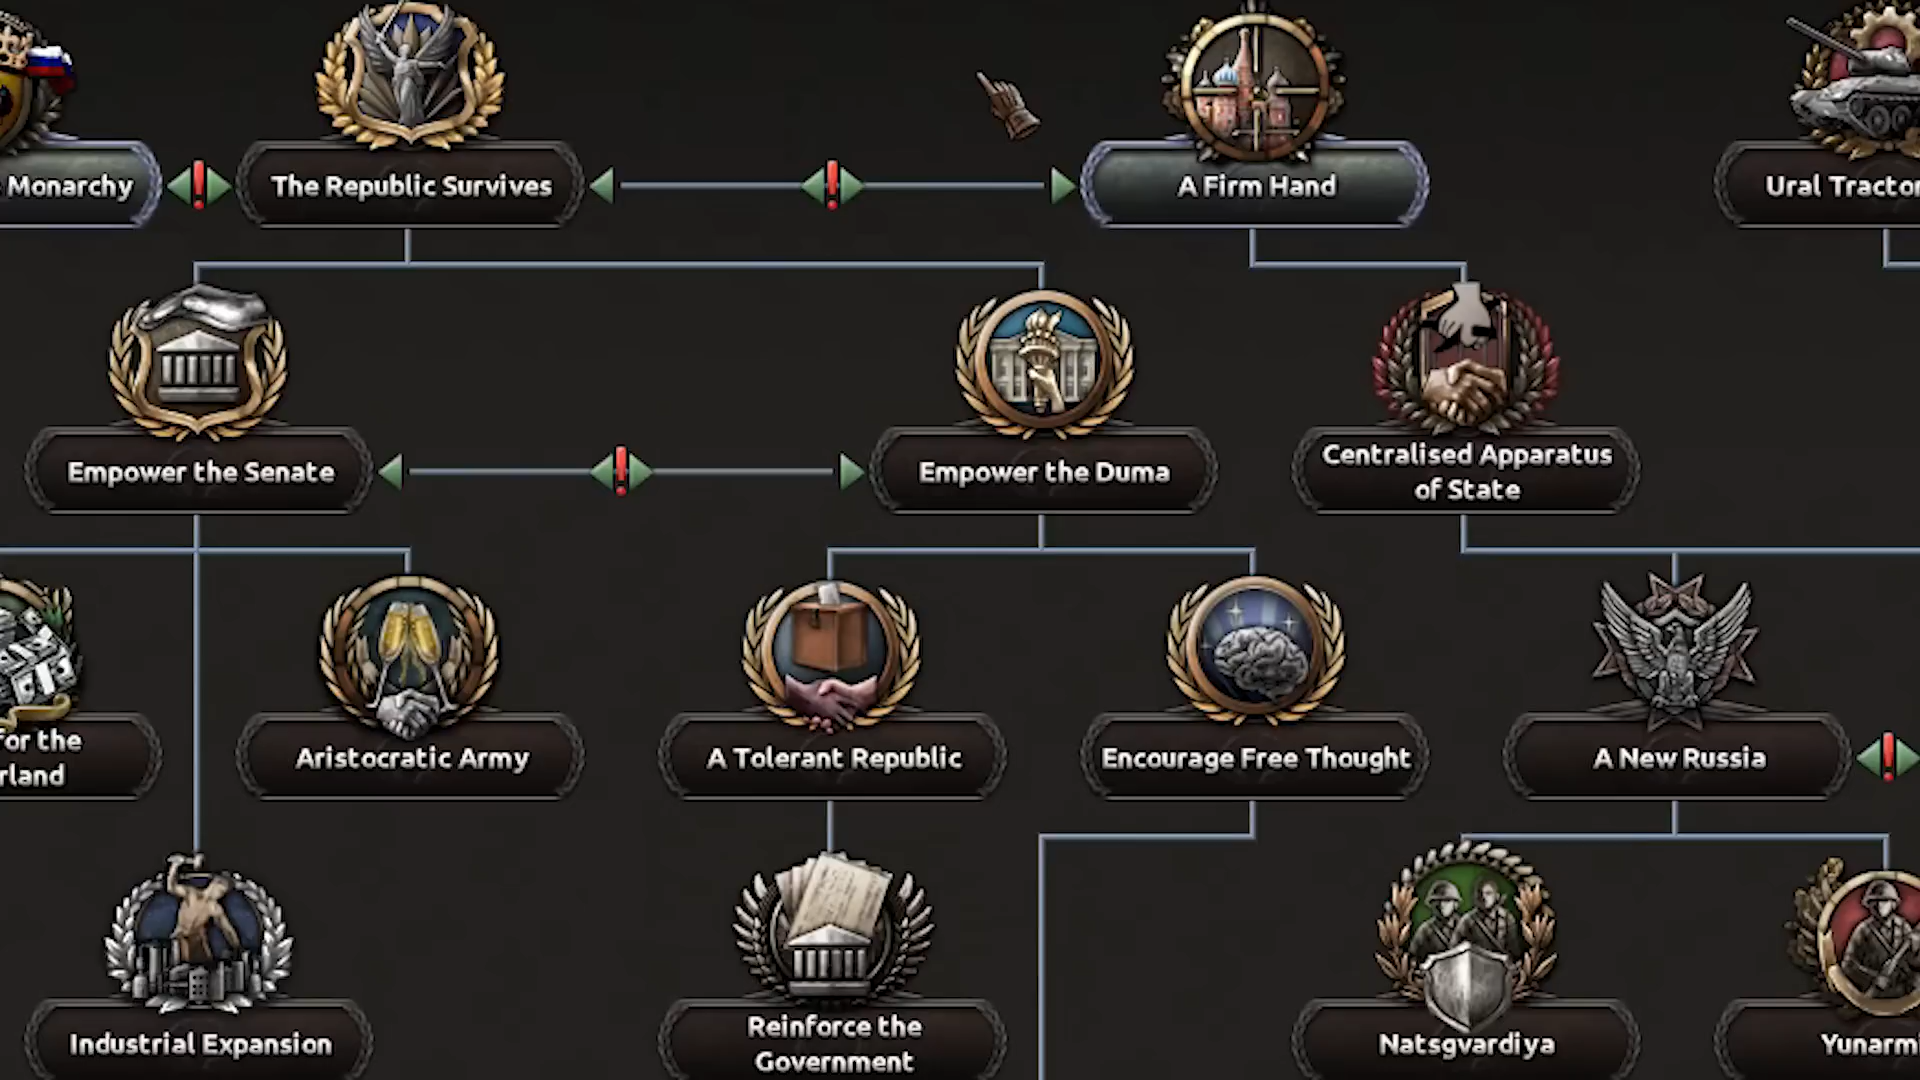 Monarchy
The Republic Survives
A Firm Hand
Ural Tractor
Empower the Senate
Empower the Duma
Centralised Apparatus
of State
for the
rland
Aristocratic Army
A Tolerant Republic
Encourage Free Thought
A New Russia
Industrial Expansion
Reinforce the
Government
Natsgvardiya
Yunarmi